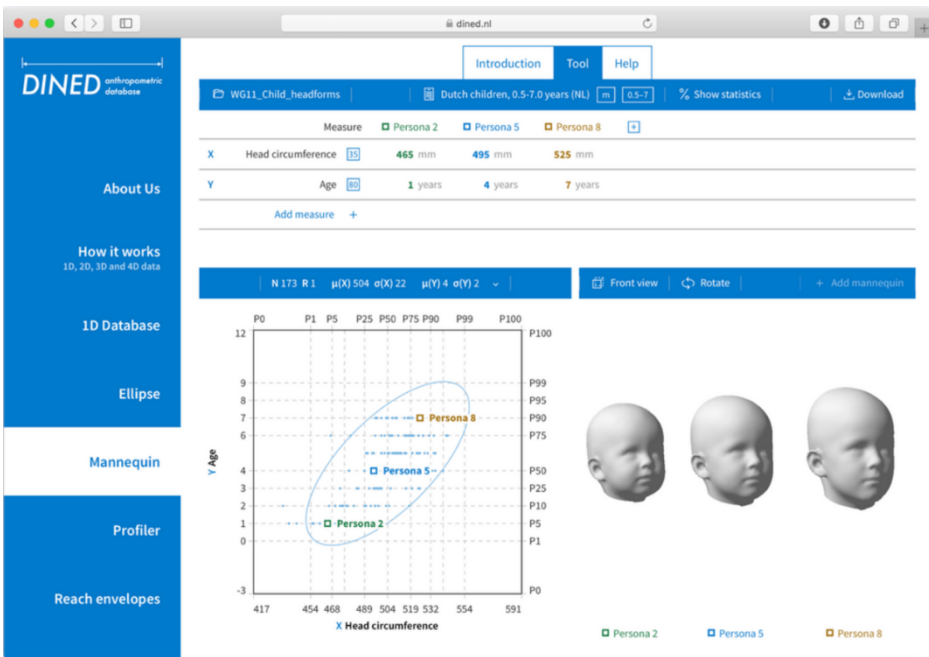 dined.nl
Introduction Tool Help
DINED anthropometric database
WG11_Child_headforms Dutch children, 0.5-7.0 years (NL) m 0.5-7 % Show statistics Download
Measure Persona 2 Persona 5 Persona 8 +
X Head circumference 35 465 mm 495 mm 525 mm
Y Age 80 1 years 4 years 7 years
Add measure +
About Us
How it works
1D, 2D, 3D and 4D data
1D Database
Ellipse
Mannequin
Profiler
Reach envelopes
N 173 R 1 μ(X) 504 σ(X) 22 μ(Y) 4 σ(Y) 2
Front view Rotate + Add mannequin
P0 P1 P5 P25 P50 P75 P90 P99 P100
12 P100
9 P99
8 P95
7 Persona 8 P90
6 P75
Y Age
4 Persona 5 P50
3 P25
2 P10
1 Persona 2 P5
0 P1
-3 P0
417 454 468 489 504 519 532 554 591
X Head circumference
Persona 2 Persona 5 Persona 8